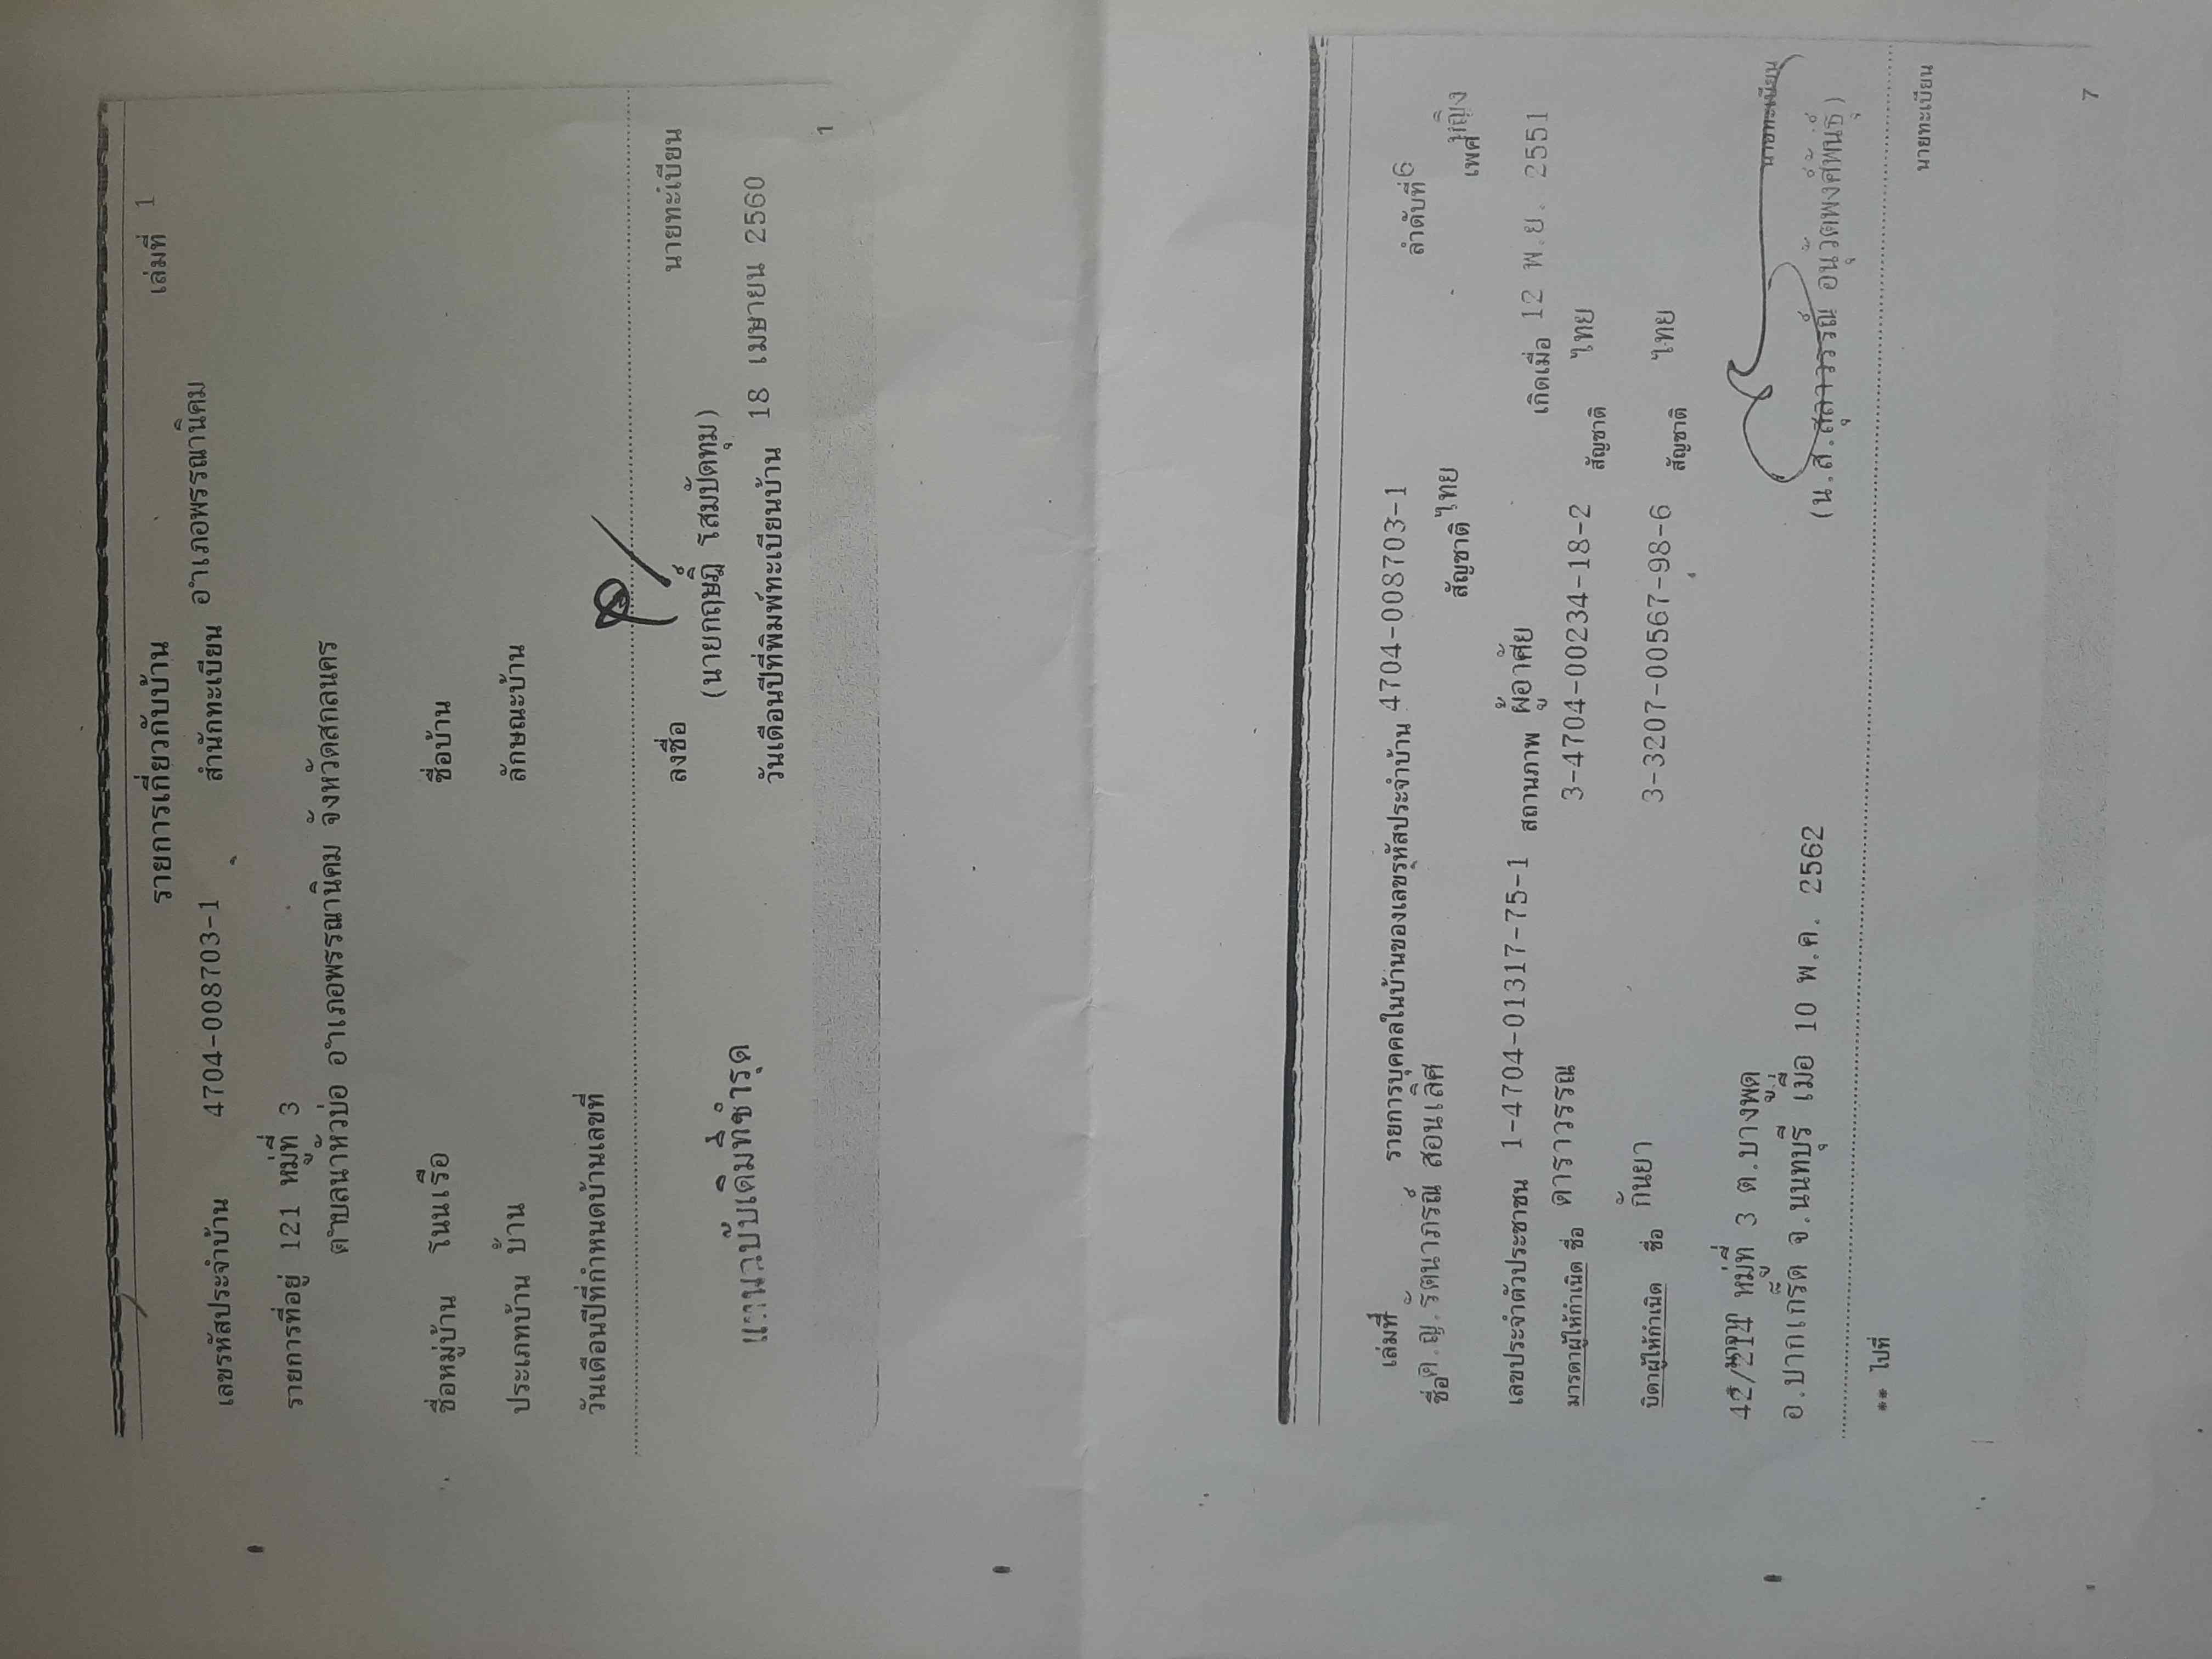 รายการเกี่ยวกับบ้าน เล่มที่ 1
เลขรหัสประจำบ้าน 4704-008703-1 สำนักทะเบียน อำเภอพรรณานิคม
รายการที่อยู่ 121 หมู่ที่ 3
ตำบลนาหัวบ่อ อำเภอพรรณานิคม จังหวัดสกลนคร
ชื่อหมู่บ้าน โนนเรือ ชื่อบ้าน
ประเภทบ้าน บ้าน ลักษณะบ้าน
วันเดือนปีที่กำหนดบ้านเลขที่
ลงชื่อ นายทะเบียน
(นายกฤษฎิ์ โสมปัดทุม)
แทนฉบับเดิมที่ชำรุด วันเดือนปีที่พิมพ์ทะเบียนบ้าน 18 เมษายน 2560
1
เล่มที่ รายการบุคคลในบ้านของเลขรหัสประจำบ้าน 4704-008703-1 ลำดับที่ 6
ชื่อ ด.ญ.รัตนาภรณ์ สอนเลิศ สัญชาติ ไทย เพศ หญิง
เลขประจำตัวประชาชน 1-4704-01317-75-1 สถานภาพ ผู้อาศัย เกิดเมื่อ 12 พ.ย. 2551
มารดาผู้ให้กำเนิด ชื่อ ดาราวรรณ 3-4704-00234-18-2 สัญชาติ ไทย
บิดาผู้ให้กำเนิด ชื่อ กันยา 3-3207-00567-98-6 สัญชาติ ไทย
42/214 หมู่ที่ 3 ต.บางพูด นายทะเบียน
อ.ปากเกร็ด จ.นนทบุรี เมื่อ 10 พ.ค. 2562 (น.ส. อนุวัตพงศ์พันธุ์)
** ไปที่
นายทะเบียน
7